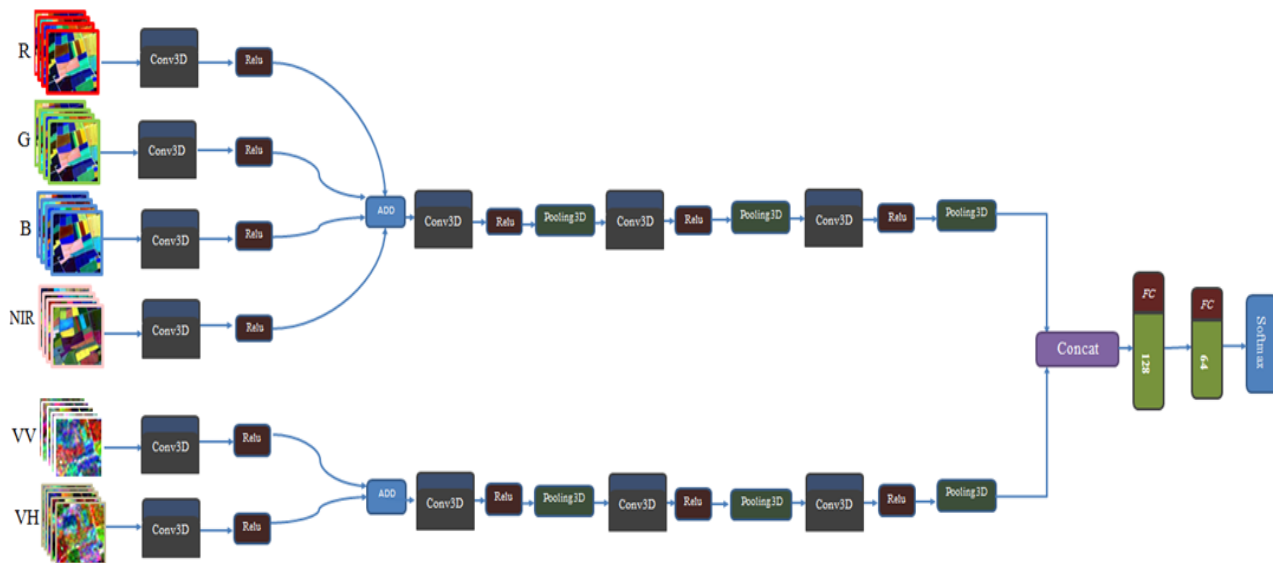 R
Conv3D
Relu
G
Conv3D
Relu
B
Conv3D
Relu
ADD
Conv3D
Relu
Pooling3D
Conv3D
Relu
Pooling3D
Conv3D
Relu
Pooling3D
NIR
Conv3D
Relu
VV
Conv3D
Relu
VH
Conv3D
Relu
ADD
Conv3D
Relu
Pooling3D
Conv3D
Relu
Pooling3D
Conv3D
Relu
Pooling3D
Concat
FC
128
FC
64
Softmax